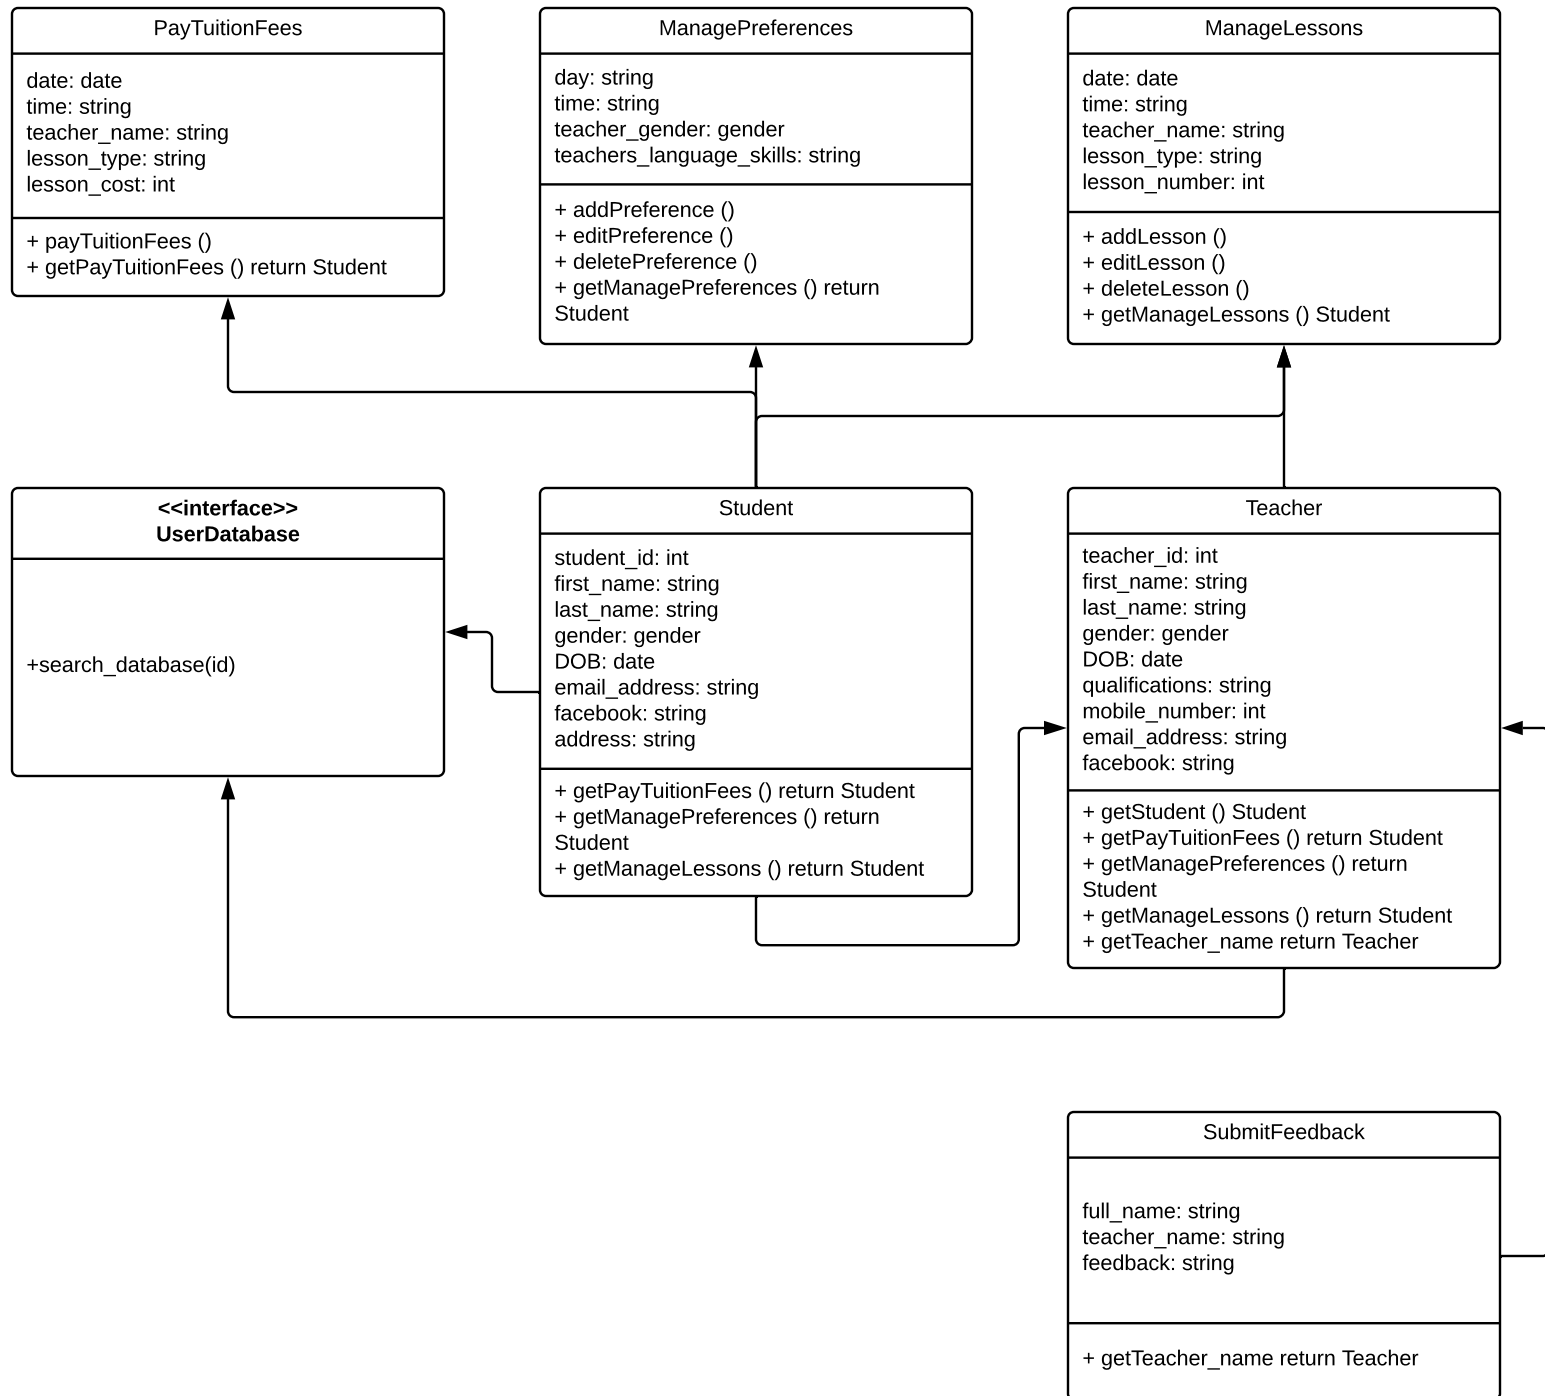 PayTuitionFees
date: date
time: string
teacher_name: string
lesson_type: string
lesson_cost: int
+ payTuitionFees ()
+ getPayTuitionFees () return Student
ManagePreferences
day: string
time: string
teacher_gender: gender
teachers_language_skills: string
+ addPreference ()
+ editPreference ()
+ deletePreference ()
+ getManagePreferences () return
Student
ManageLessons
date: date
time: string
teacher_name: string
lesson_type: string
lesson_number: int
+ addLesson ()
+ editLesson ()
+ deleteLesson ()
+ getManageLessons () Student
<<interface>>
UserDatabase
+search_database(id)
Student
student_id: int
first_name: string
last_name: string
gender: gender
DOB: date
email_address: string
facebook: string
address: string
+ getPayTuitionFees () return Student
+ getManagePreferences () return
Student
+ getManageLessons () return Student
Teacher
teacher_id: int
first_name: string
last_name: string
gender: gender
DOB: date
qualifications: string
mobile_number: int
email_address: string
facebook: string
+ getStudent () Student
+ getPayTuitionFees () return Student
+ getManagePreferences () return
Student
+ getManageLessons () return Student
+ getTeacher_name return Teacher
SubmitFeedback
full_name: string
teacher_name: string
feedback: string
+ getTeacher_name return Teacher